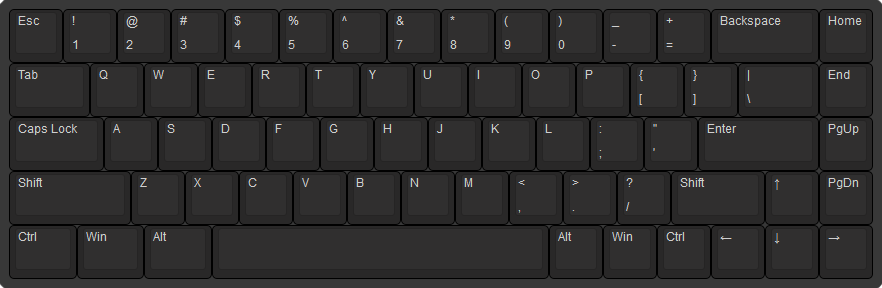 Esc ! @ # $ % ^ & * ( ) _ + Backspace Home
1 2 3 4 5 6 7 8 9 0 - =
Tab Q W E R T Y U I O P { } | End
[ ] \
Caps Lock A S D F G H J K L : " Enter PgUp
; '
Shift Z X C V B N M < > ? Shift ↑ PgDn
, . /
Ctrl Win Alt Alt Win Ctrl ← ↓ →